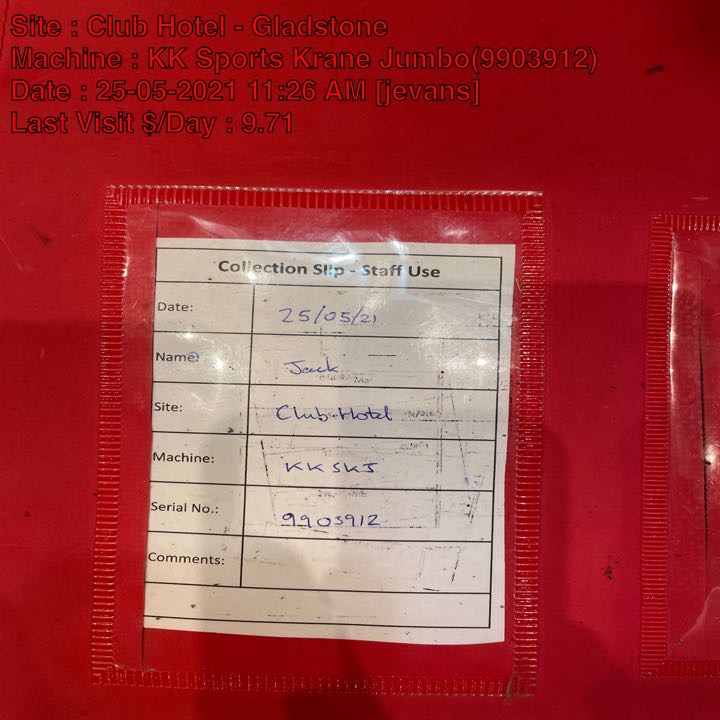 Site : Club Hotel - Gladstone
Machine : KK Sports Krane Jumbo(9903912)
Date : 25-05-2021 11:26 AM [jevans]
Last Visit $/Day : 9.71
Collection Slip - Staff Use
Date: 25/05/21
Name: Jack
Site: Club Hotel
Machine: KK SKJ
Serial No.: 9903912
Comments: